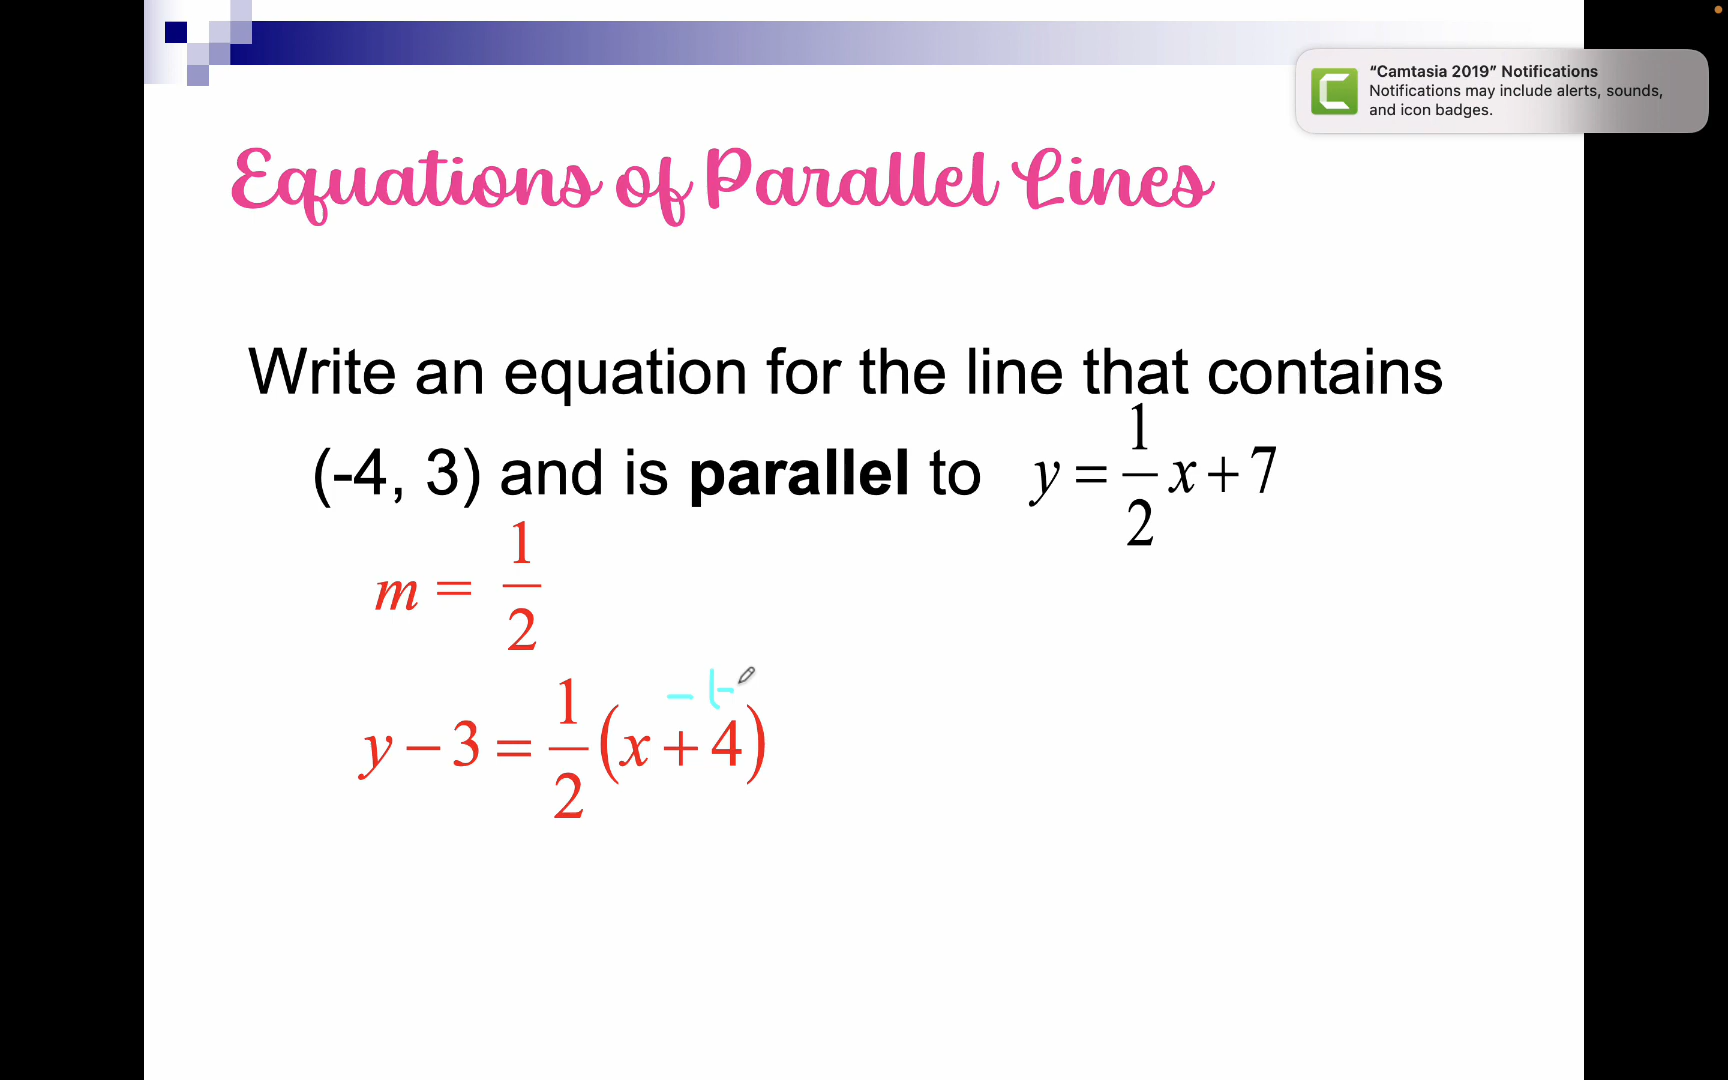 “Camtasia 2019” Notifications
Notifications may include alerts, sounds,
and icon badges.
Equations of Parallel Lines
Write an equation for the line that contains
(-4, 3) and is parallel to y = 1/2 x + 7
m = 1/2
- (-
y - 3 = 1/2 (x + 4)